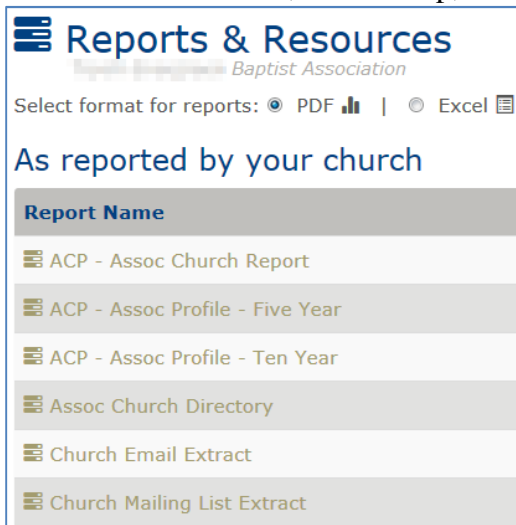 Reports & Resources
Baptist Association
Select format for reports: PDF | Excel
As reported by your church
Report Name
ACP - Assoc Church Report
ACP - Assoc Profile - Five Year
ACP - Assoc Profile - Ten Year
Assoc Church Directory
Church Email Extract
Church Mailing List Extract